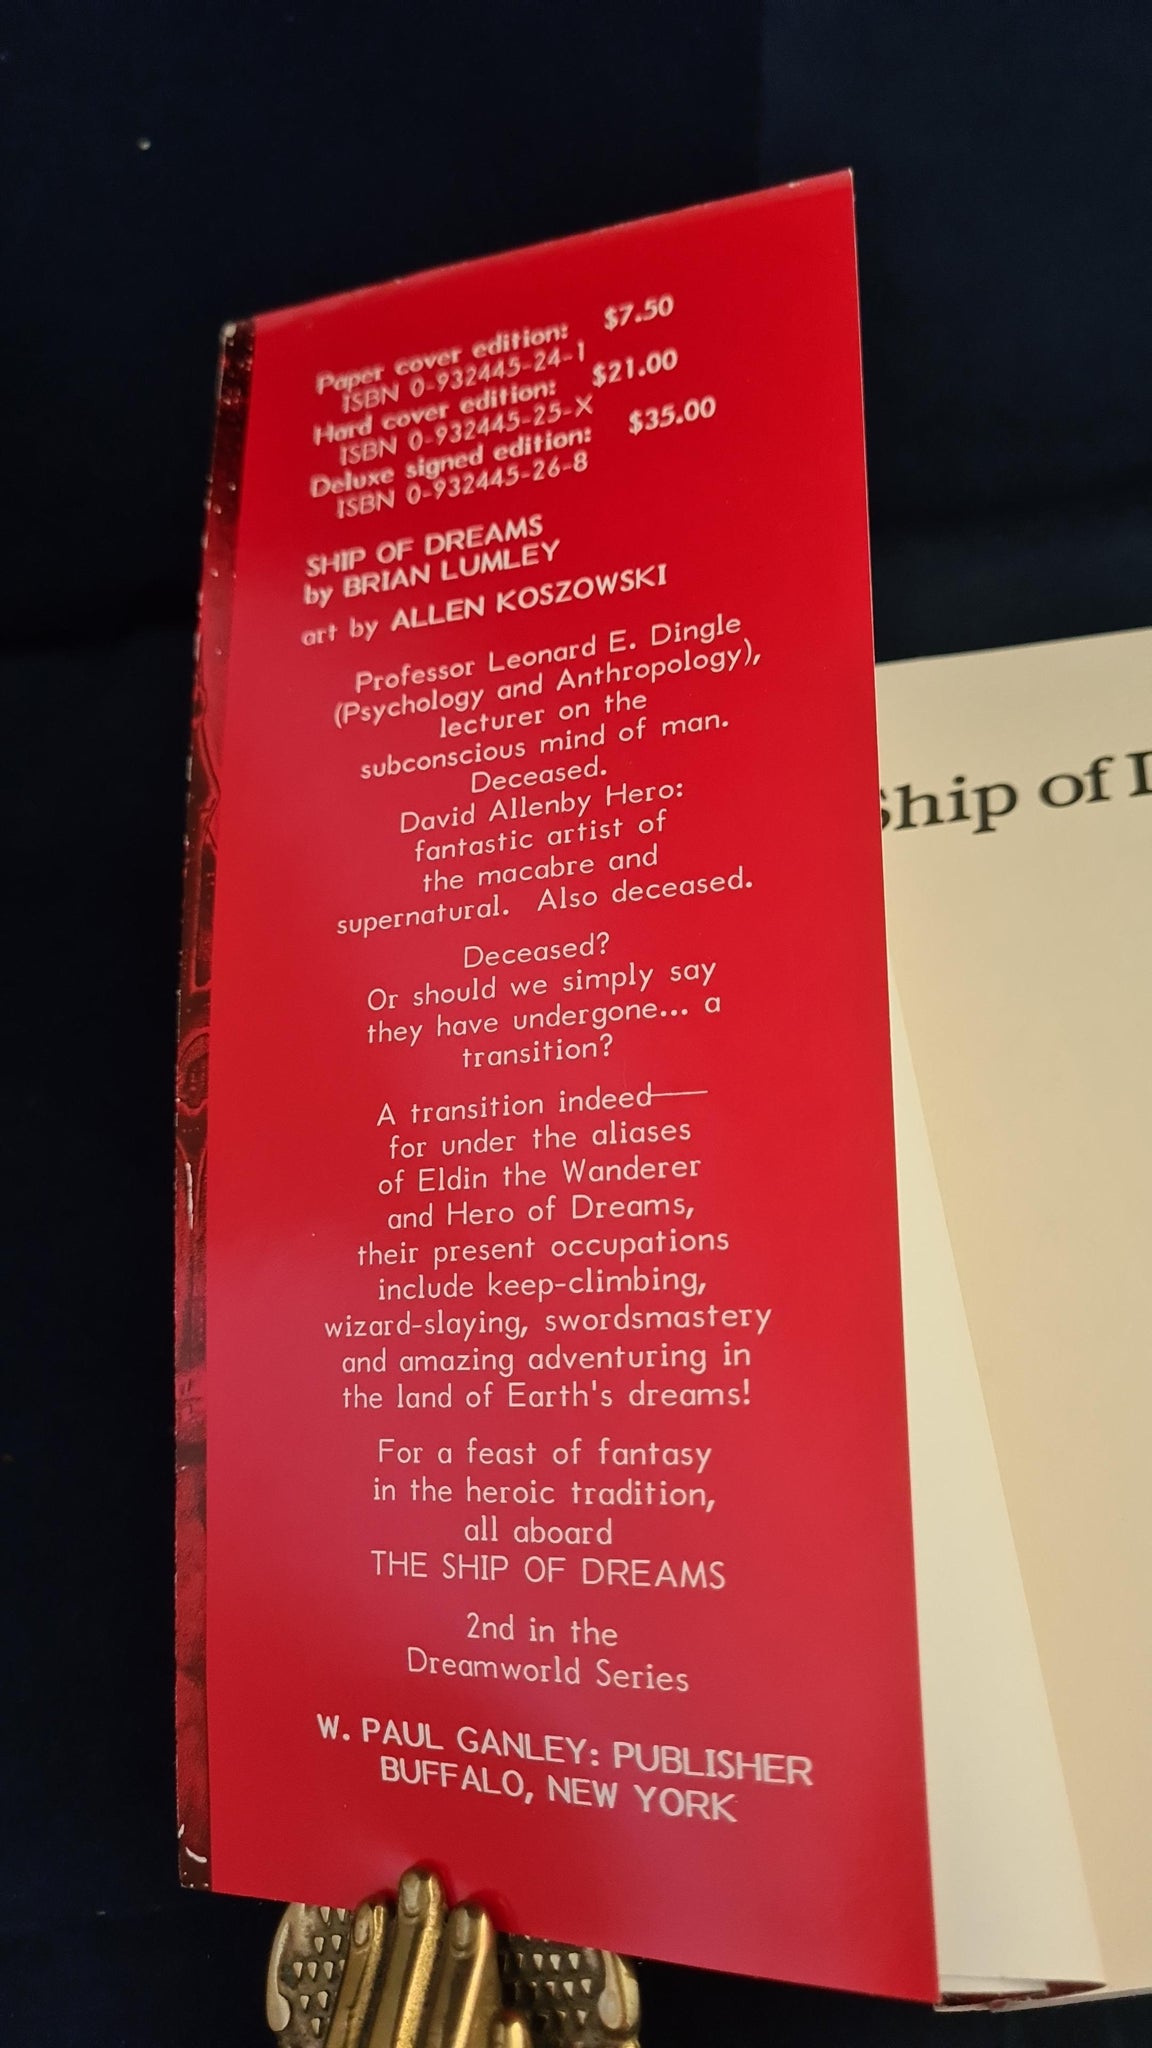 Paper cover edition: $7.50
ISBN 0-932445-24-1
Hard cover edition: $21.00
ISBN 0-932445-25-X
Deluxe signed edition: $35.00
ISBN 0-932445-26-8
SHIP OF DREAMS
by BRIAN LUMLEY
art by ALLEN KOSZOWSKI
Professor Leonard E. Dingle
(Psychology and Anthropology),
lecturer on the
subconscious mind of man.
Deceased.
David Allenby Hero:
fantastic artist of
the macabre and
supernatural. Also deceased.
Deceased?
Or should we simply say
they have undergone... a
transition?
A transition indeed—
for under the aliases
of Eldin the Wanderer
and Hero of Dreams,
their present occupations
include keep-climbing,
wizard-slaying, swordsmastery
and amazing adventuring in
the land of Earth's dreams!
For a feast of fantasy
in the heroic tradition,
all aboard
THE SHIP OF DREAMS
2nd in the
Dreamworld Series
W. PAUL GANLEY: PUBLISHER
BUFFALO, NEW YORK
Ship of D